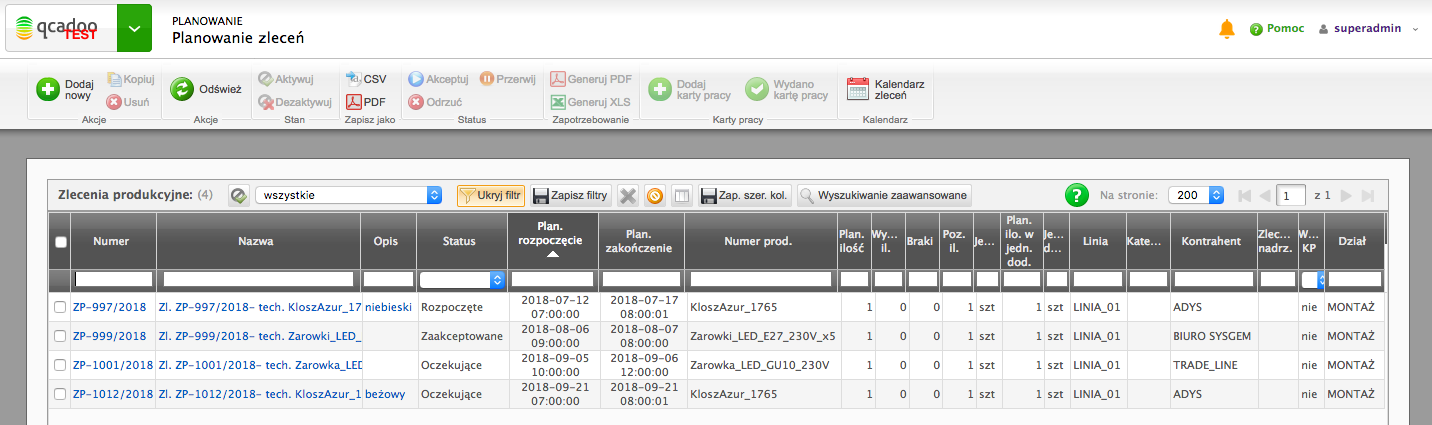 qcadoo
TEST
PLANOWANIE
Planowanie zleceń
Pomoc superadmin
Dodaj nowy Kopiuj Usuń
Akcje
Odśwież
Akcje
Aktywuj Dezaktywuj
Stan
CSV PDF
Zapisz jako
Akceptuj Przerwij Odrzuć
Status
Generuj PDF Generuj XLS
Zapotrzebowanie
Dodaj karty pracy Wydano kartę pracy
Karty pracy
Kalendarz zleceń
Kalendarz
Zlecenia produkcyjne: (4) wszystkie Ukryj filtr Zapisz filtry Zap. szer. kol. Wyszukiwanie zaawansowane ? Na stronie: 200 1 z 1
Numer Nazwa Opis Status Plan. rozpoczęcie Plan. zakończenie Numer prod. Plan. ilość Wy... il. Braki Poz. il. Je... Plan. ilo. w jedn. dod. Je... d... Linia Kate... Kontrahent Zlec... nadrz. W... KP Dział
ZP-997/2018 Zl. ZP-997/2018- tech. KloszAzur_17 niebieski Rozpoczęte 2018-07-12 07:00:00 2018-07-17 08:00:01 KloszAzur_1765 1 0 0 1 szt 1 szt LINIA_01 ADYS nie MONTAŻ
ZP-999/2018 Zl. ZP-999/2018- tech. Zarowki_LED_ Zaakceptowane 2018-08-06 09:00:00 2018-08-07 08:00:00 Zarowki_LED_E27_230V_x5 1 0 0 1 szt 1 szt LINIA_01 BIURO SYSGEM nie MONTAŻ
ZP-1001/2018 Zl. ZP-1001/2018- tech. Zarowka_LED Oczekujące 2018-09-05 10:00:00 2018-09-06 12:00:00 Zarowka_LED_GU10_230V 1 0 0 1 szt 1 szt LINIA_01 TRADE_LINE nie MONTAŻ
ZP-1012/2018 Zl. ZP-1012/2018- tech. KloszAzur_1 beżowy Oczekujące 2018-09-21 07:00:00 2018-09-21 08:00:01 KloszAzur_1765 1 0 0 1 szt 1 szt LINIA_01 ADYS nie MONTAŻ